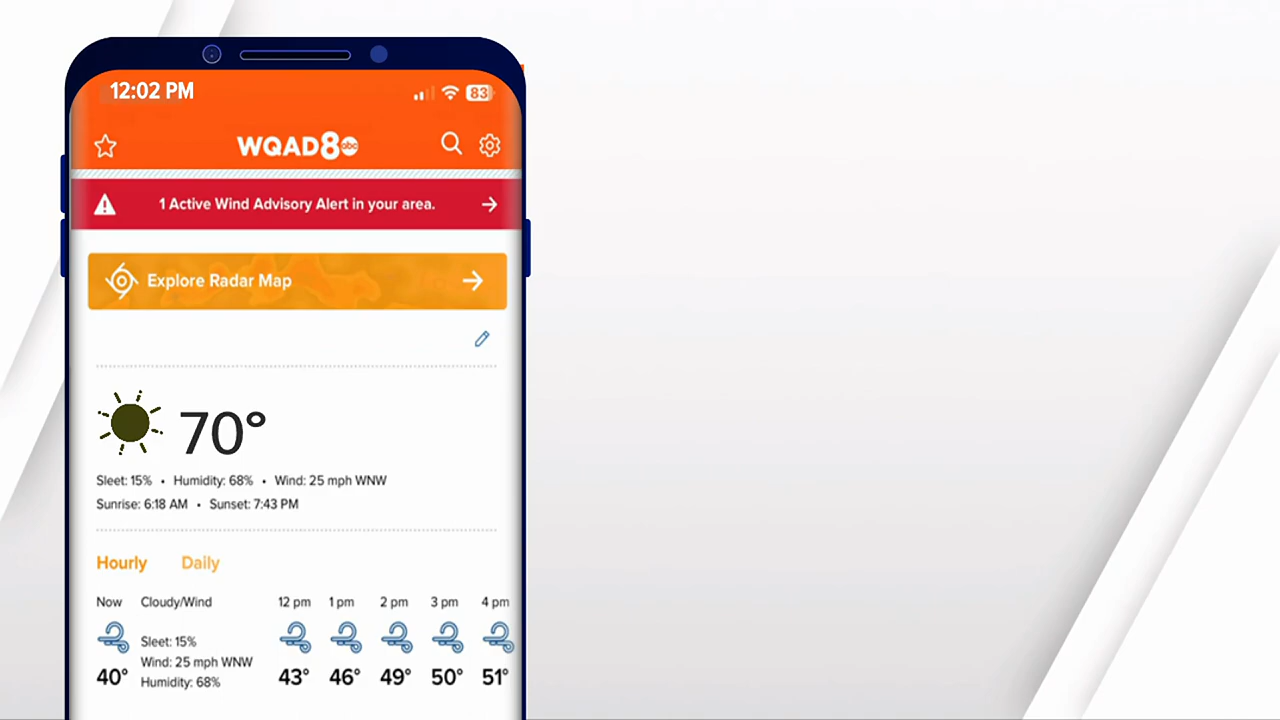 12:02 PM
83
WQAD8 abc
1 Active Wind Advisory Alert in your area.
Explore Radar Map
70°
Sleet: 15% • Humidity: 68% • Wind: 25 mph WNW
Sunrise: 6:18 AM • Sunset: 7:43 PM
Hourly Daily
Now Cloudy/Wind 12 pm 1 pm 2 pm 3 pm 4 pm
Sleet: 15%
Wind: 25 mph WNW
40° 43° 46° 49° 50° 51°
Humidity: 68%